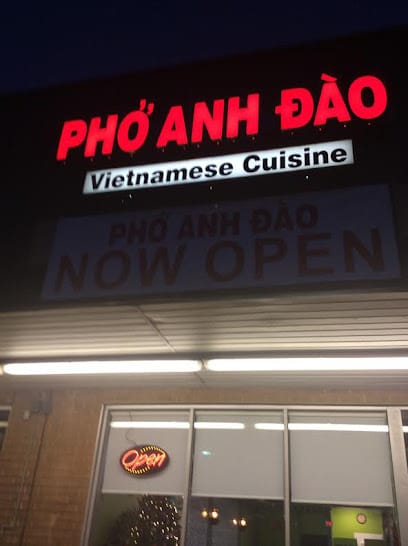 PHỞ ANH ĐÀO
Vietnamese Cuisine
PHỞ ANH ĐÀO
NOW OPEN
Open